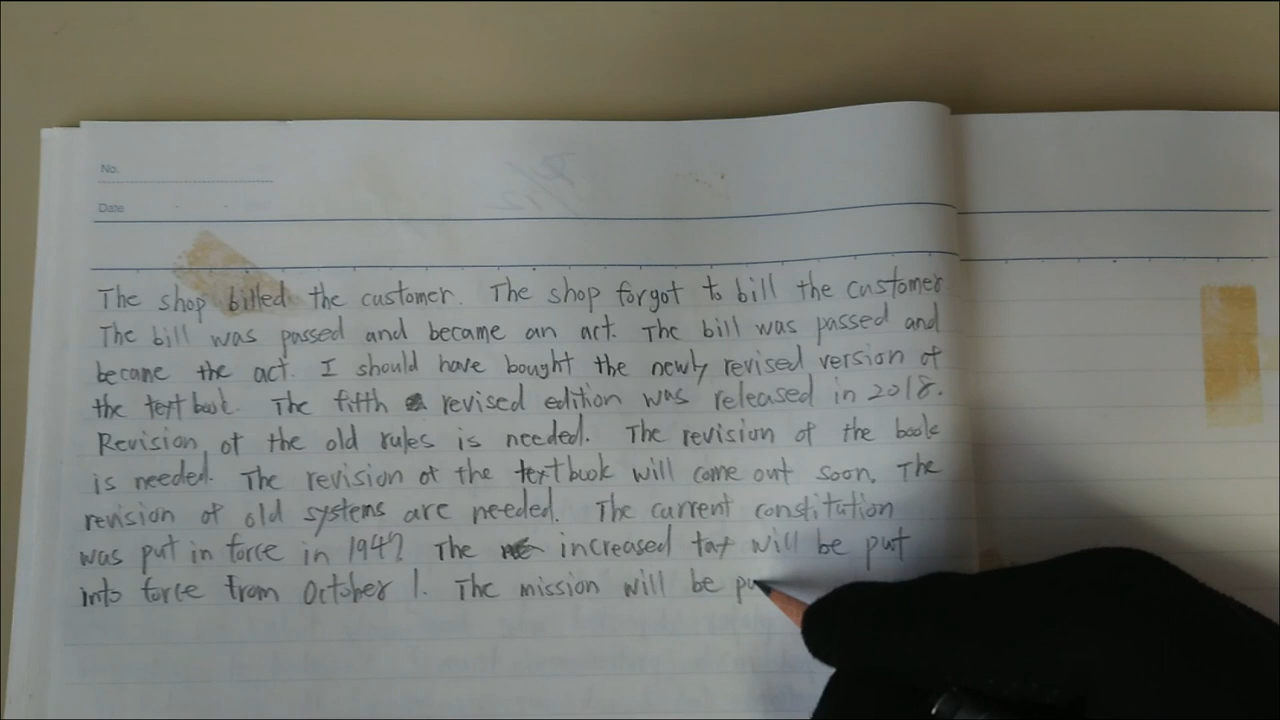 No.
Date
The shop billed the customer. The shop forgot to bill the customer
The bill was passed and became an act. The bill was passed and
became the act. I should have bought the newly revised version of
the textbook. The fifth revised edition was released in 2018.
Revision of the old rules is needed. The revision of the book
is needed. The revision of the textbook will come out soon. The
revision of old systems are needed. The current constitution
was put in force in 1947 The increased tax will be put
into force from October 1. The mission will be pu